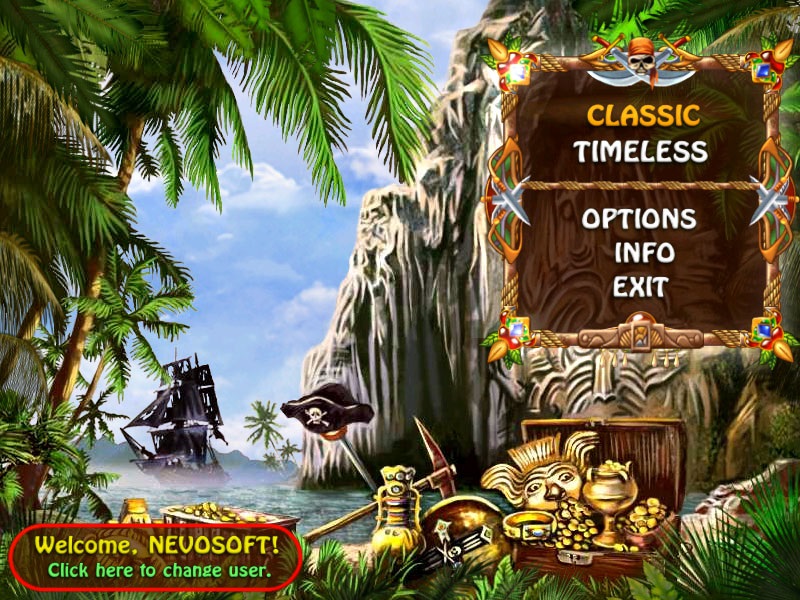 CLASSIC
TIMELESS
OPTIONS
INFO
EXIT
Welcome, NEVOSOFT!
Click here to change user.